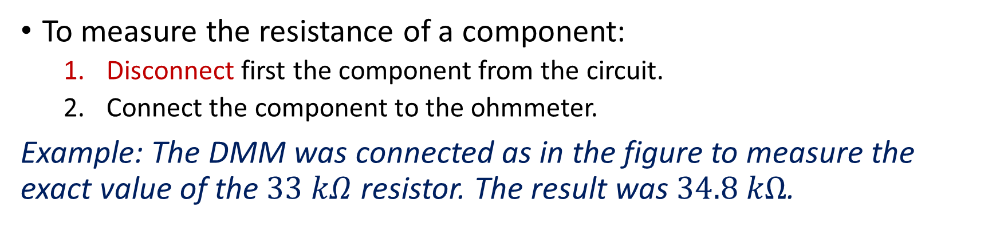 • To measure the resistance of a component:
1. Disconnect first the component from the circuit.
2. Connect the component to the ohmmeter.
Example: The DMM was connected as in the figure to measure the
exact value of the 33 kΩ resistor. The result was 34.8 kΩ.